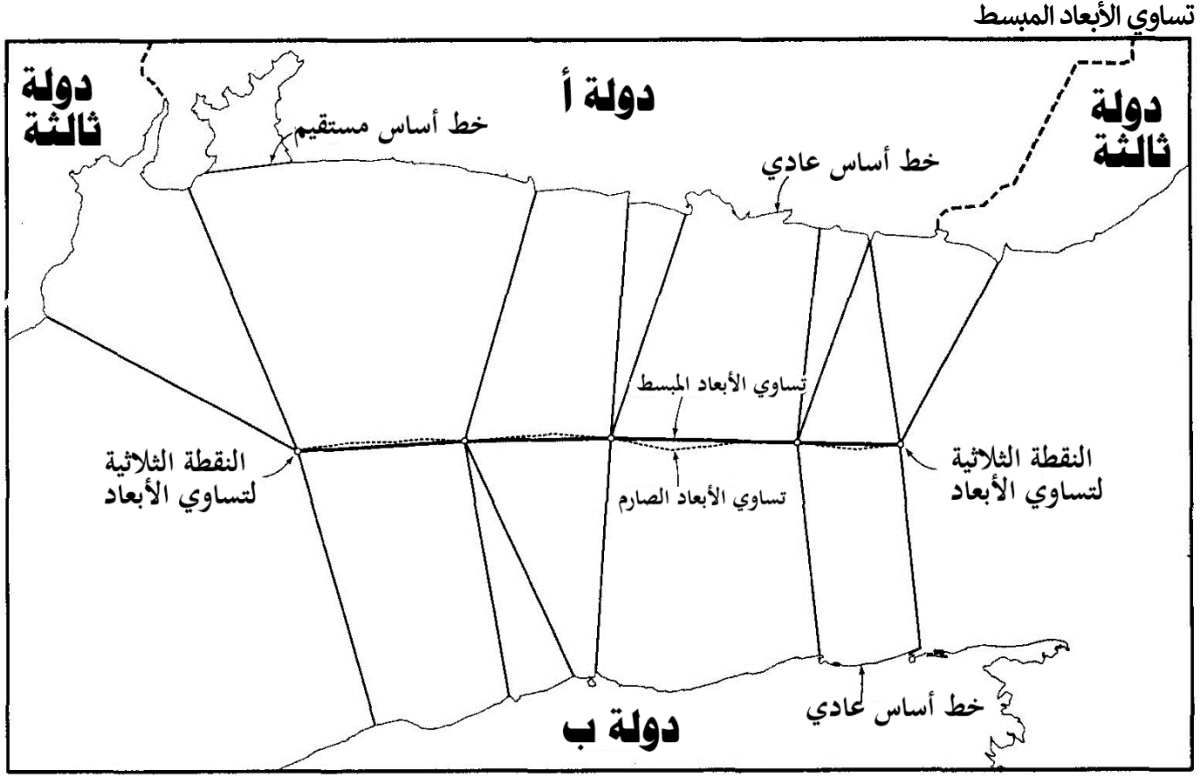 تساوي الأبعاد المبسط
دولة
ثالثة
دولة أ
دولة
ثالثة
خط أساس مستقيم
خط أساس عادي
تساوي الأبعاد المبسط
النقطة الثلاثية
لتساوي الأبعاد
تساوي الأبعاد الصارم
النقطة الثلاثية
لتساوي الأبعاد
خط أساس عادي
دولة ب